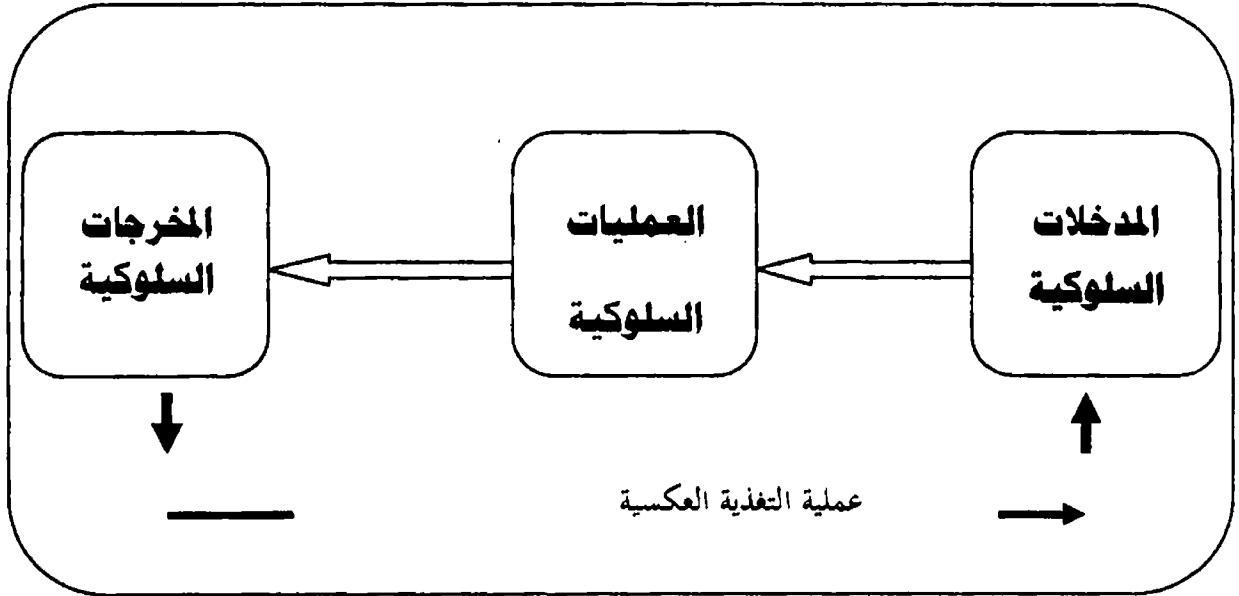 المدخلات
السلوكية
العمليات
السلوكية
المخرجات
السلوكية
عملية التغذية العكسية